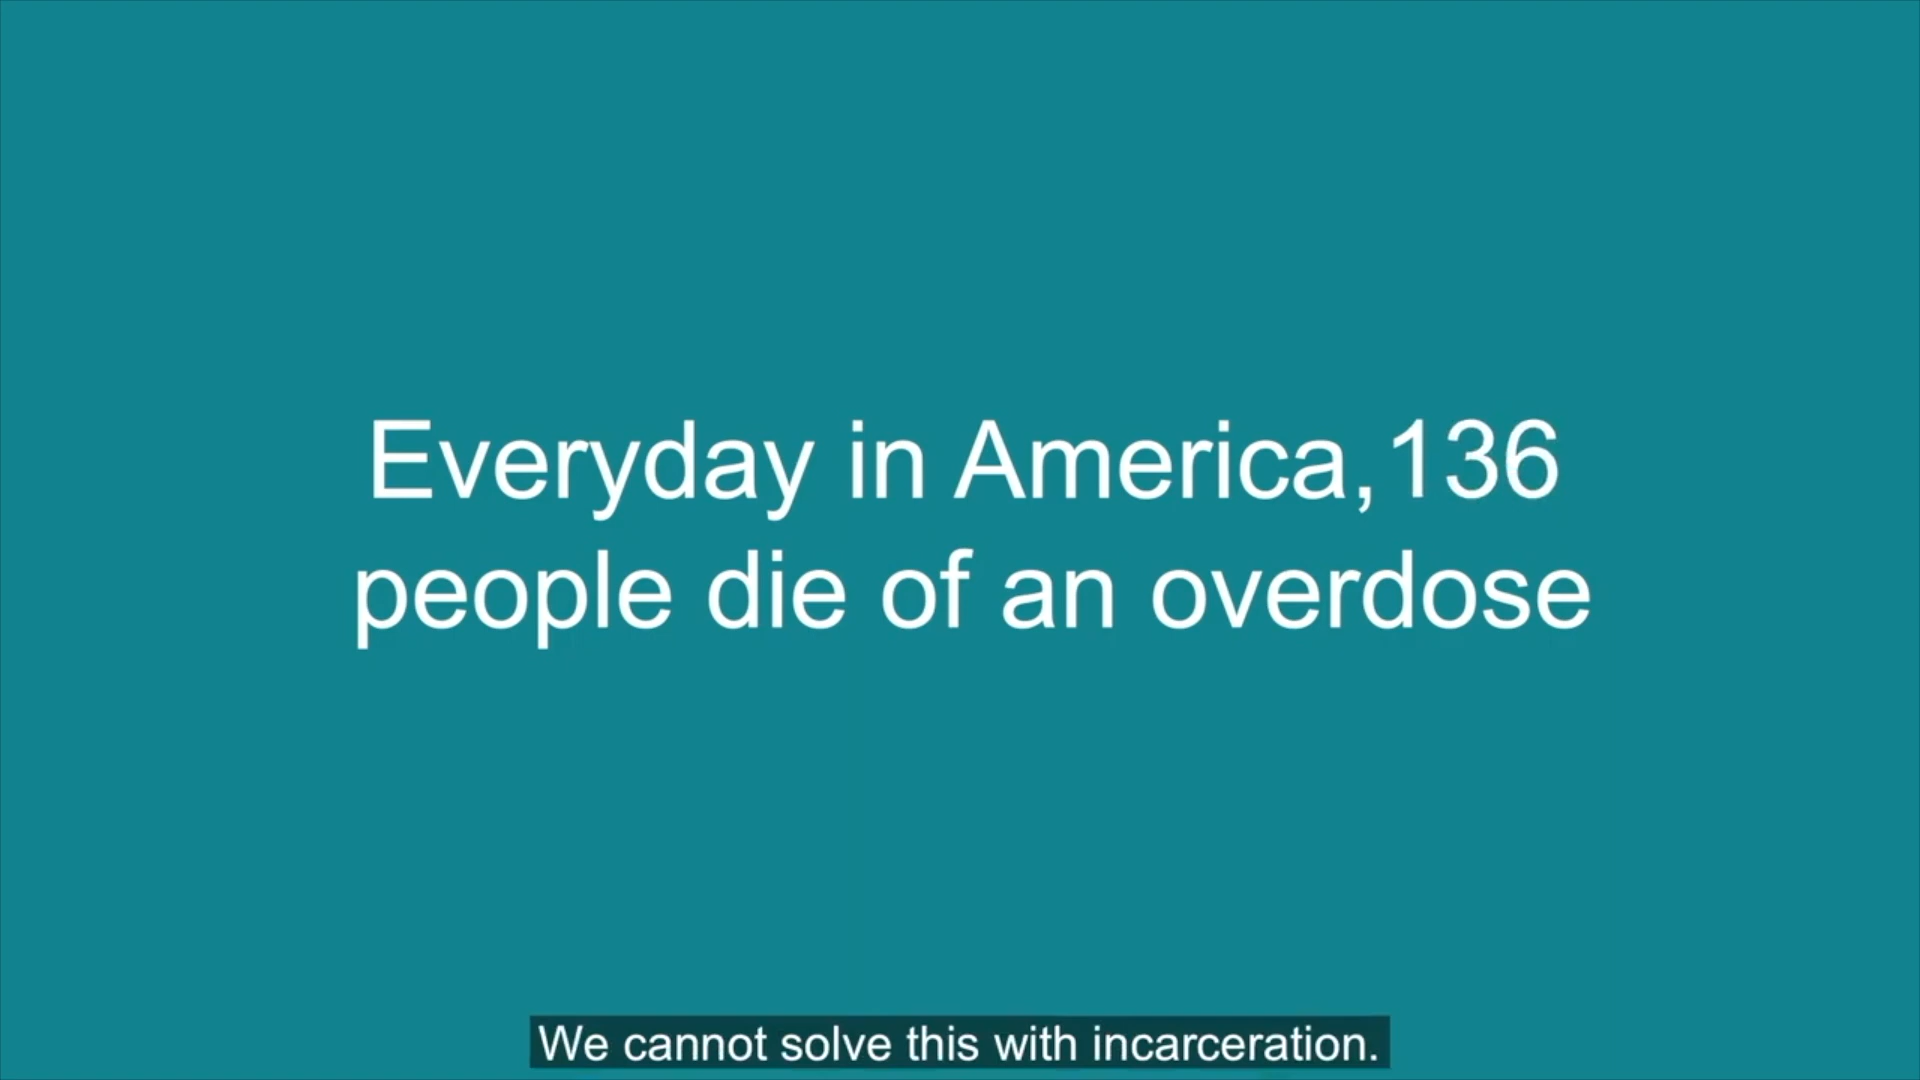 Everyday in America,136
people die of an overdose
We cannot solve this with incarceration.